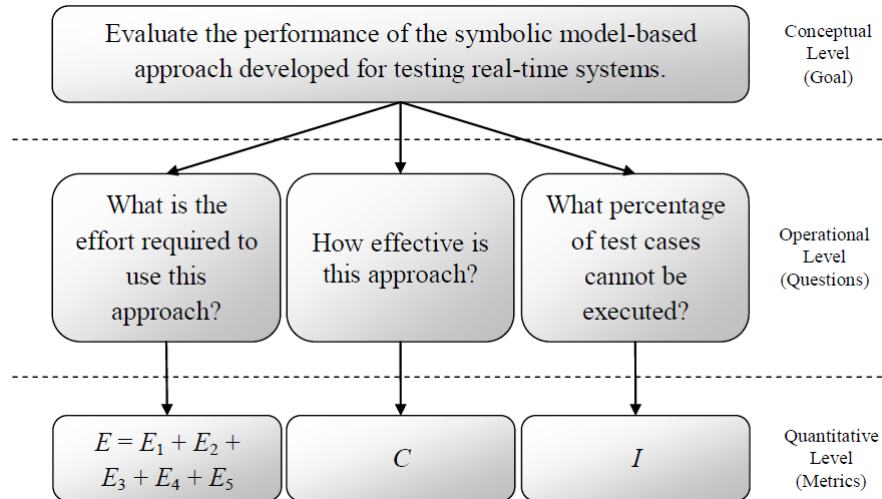 Evaluate the performance of the symbolic model-based
approach developed for testing real-time systems.
Conceptual
Level
(Goal)
What is the
effort required to
use this
approach?
How effective is
this approach?
What percentage
of test cases
cannot be
executed?
Operational
Level
(Questions)
E = E₁ + E₂ +
E₃ + E₄ + E₅
C
I
Quantitative
Level
(Metrics)